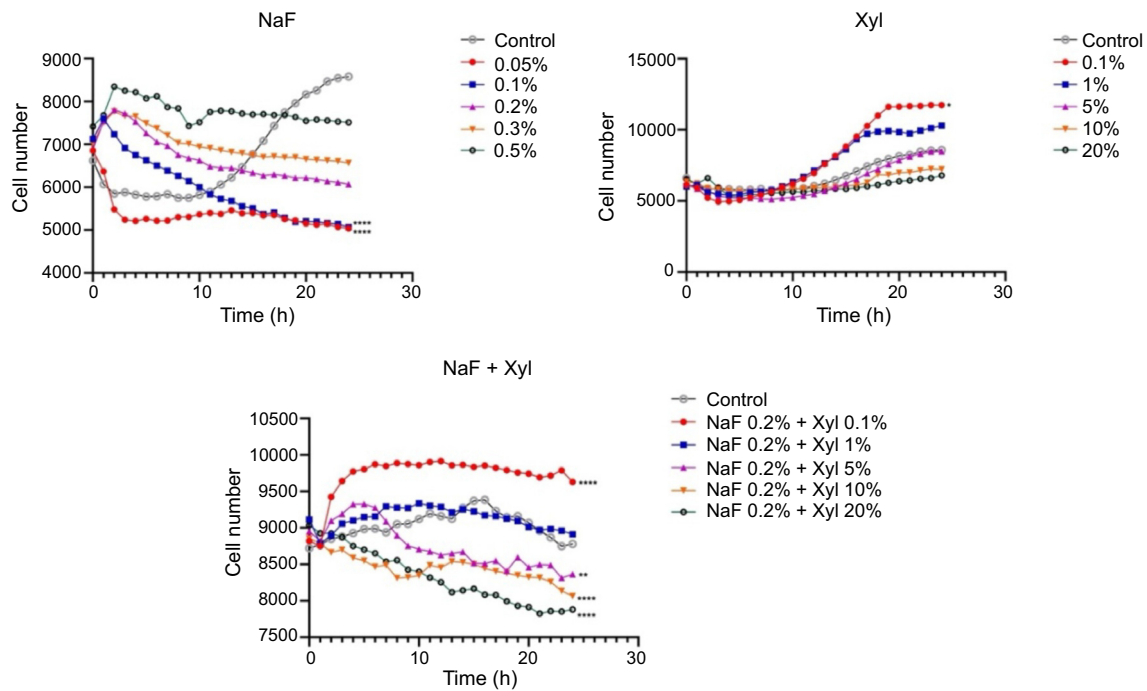 NaF
Control
0.05%
0.1%
0.2%
0.3%
0.5%
9000
8000
7000
6000
5000
4000
Cell number
****
****
0
10
20
30
Time (h)
Xyl
Control
0.1%
1%
5%
10%
20%
15000
10000
5000
0
Cell number
*
0
10
20
30
Time (h)
NaF + Xyl
Control
NaF 0.2% + Xyl 0.1%
NaF 0.2% + Xyl 1%
NaF 0.2% + Xyl 5%
NaF 0.2% + Xyl 10%
NaF 0.2% + Xyl 20%
10500
10000
9500
9000
8500
8000
7500
Cell number
****
**
****
****
0
10
20
30
Time (h)